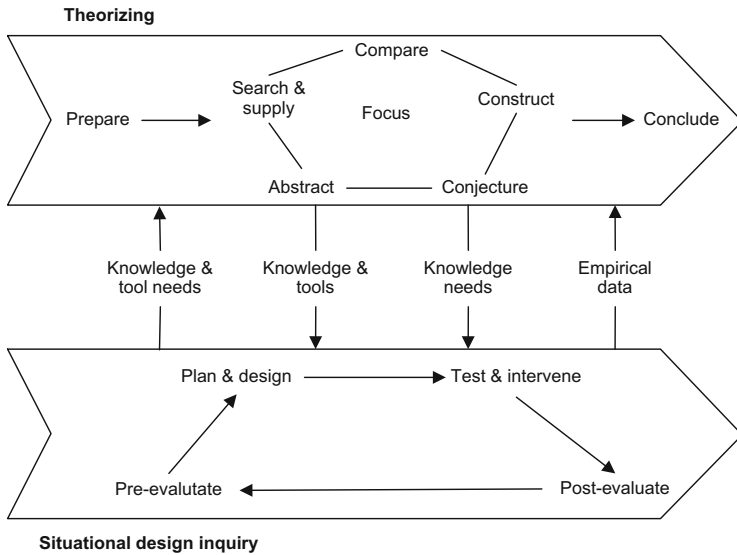 Theorizing
Compare
Search &
supply
Focus
Construct
Prepare
Conclude
Abstract
Conjecture
Knowledge &
tool needs
Knowledge &
tools
Knowledge
needs
Empirical
data
Plan & design
Test & intervene
Pre-evalutate
Post-evaluate
Situational design inquiry